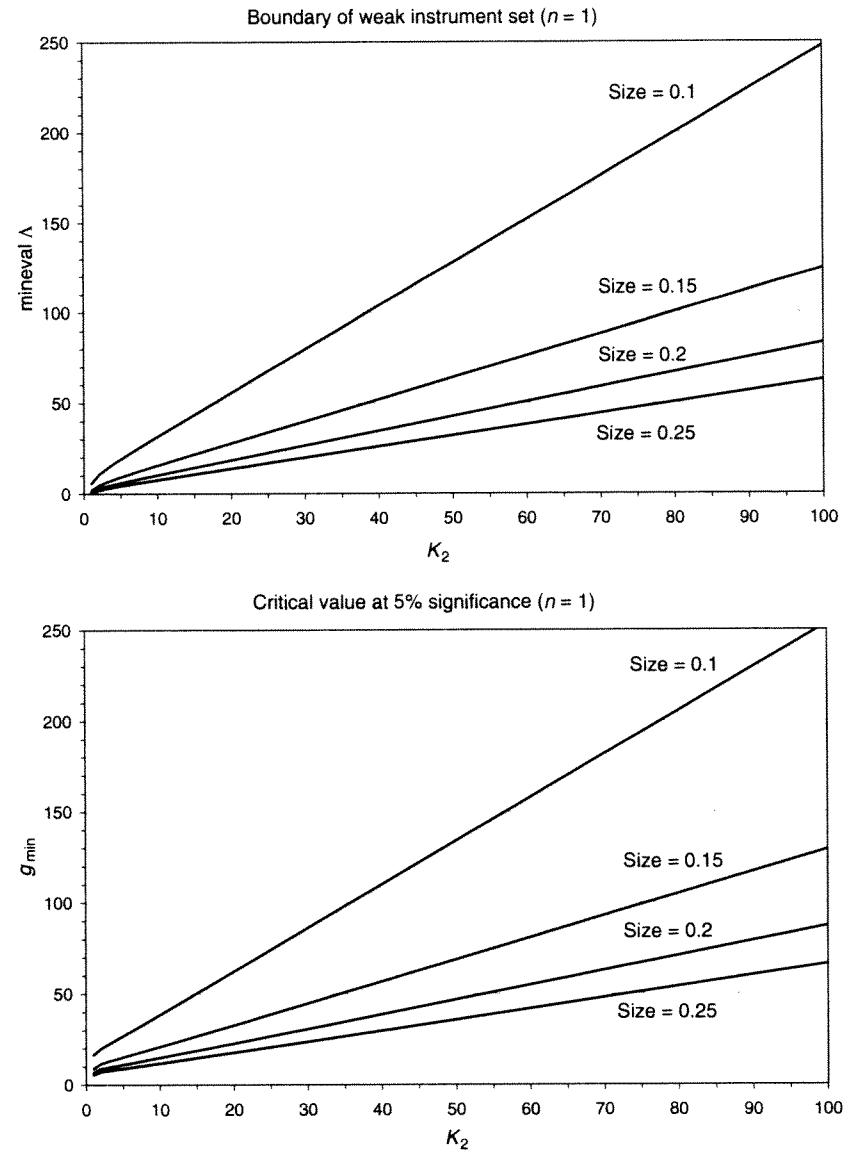 Boundary of weak instrument set (n = 1)
250
200
150
100
50
0
mineval Λ
Size = 0.1
Size = 0.15
Size = 0.2
Size = 0.25
0 10 20 30 40 50 60 70 80 90 100
K2
Critical value at 5% significance (n = 1)
250
200
150
100
50
0
gmin
Size = 0.1
Size = 0.15
Size = 0.2
Size = 0.25
0 10 20 30 40 50 60 70 80 90 100
K2